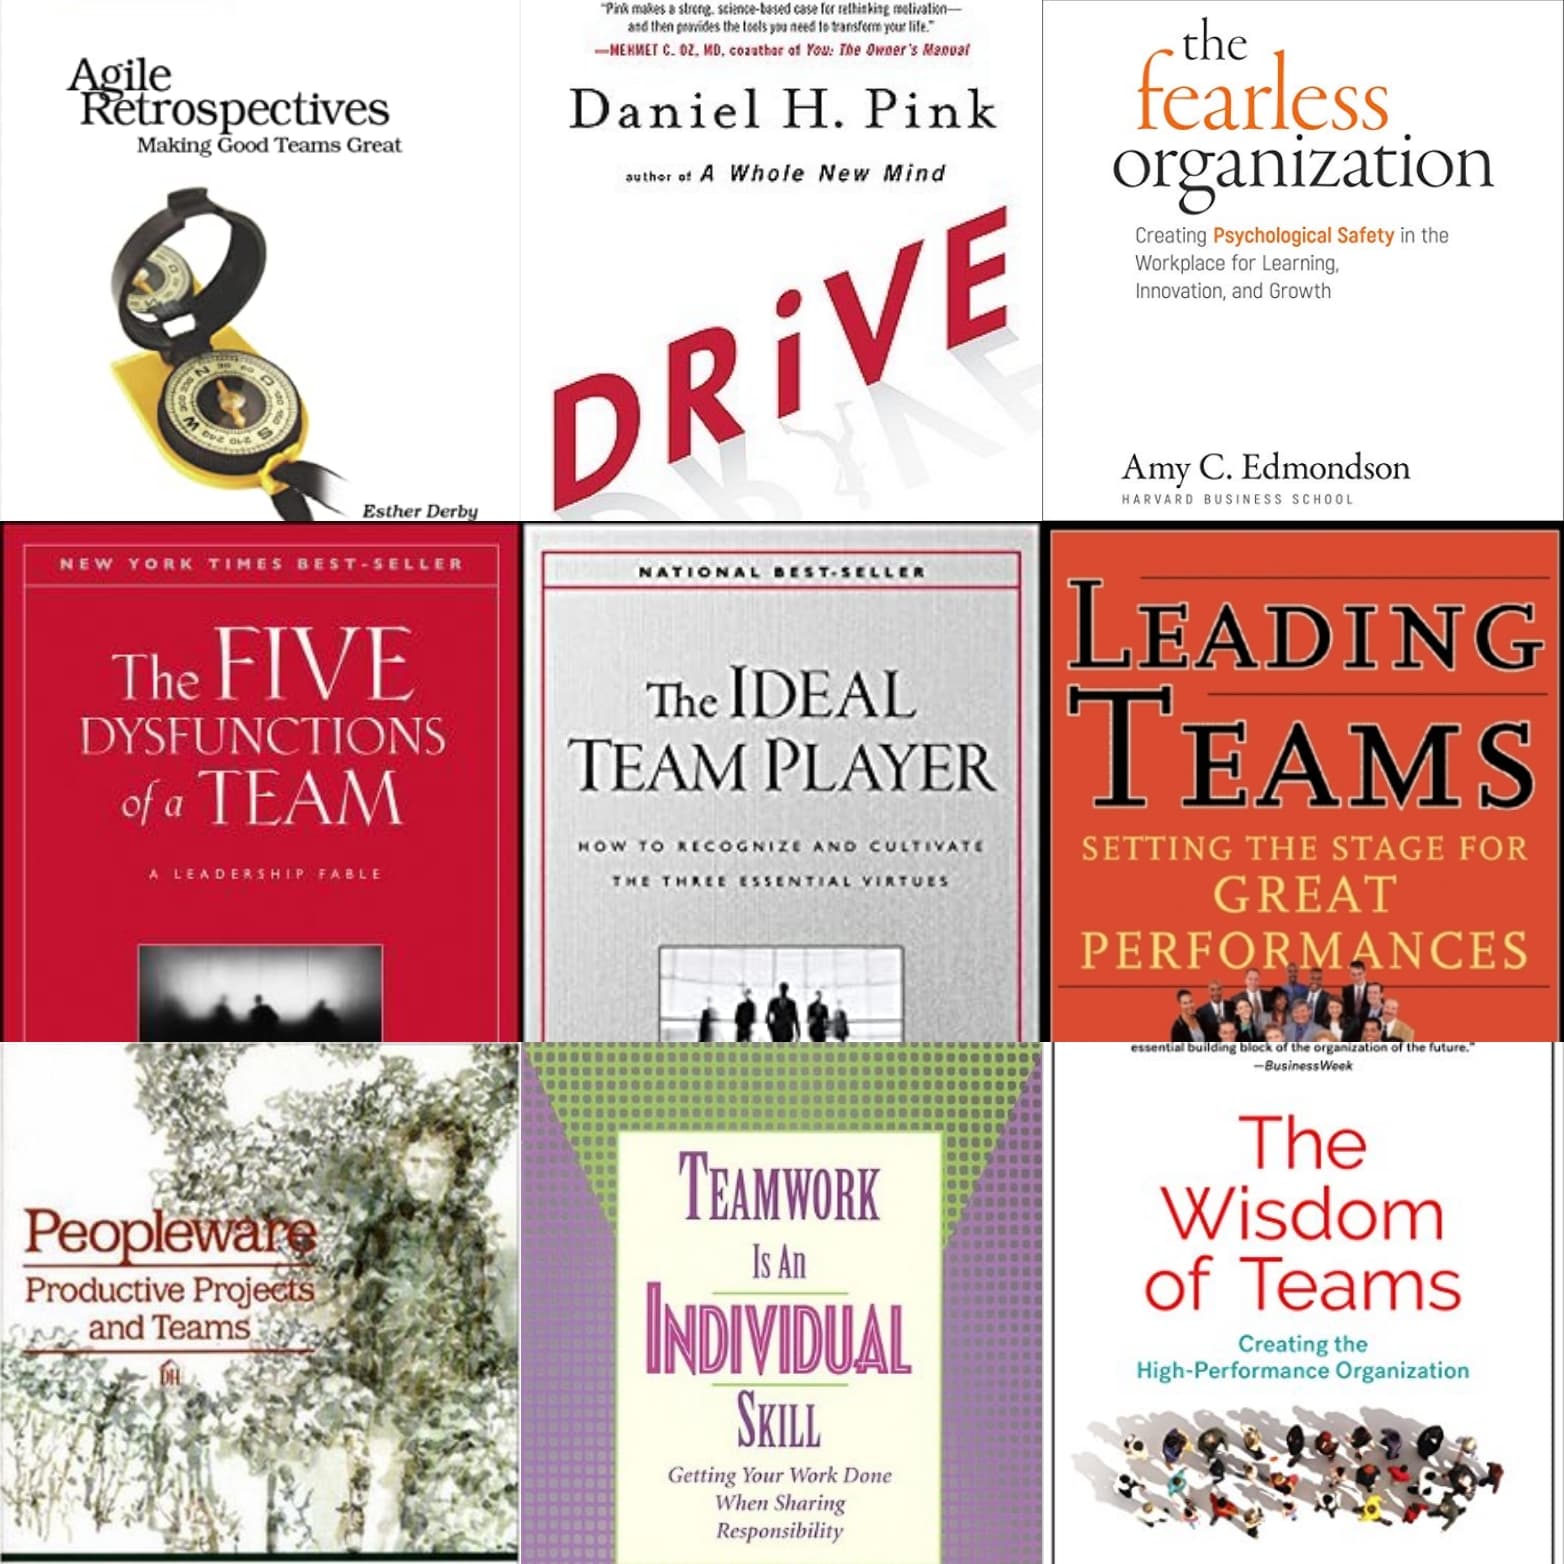 Agile
Retrospectives
Making Good Teams Great
Esther Derby
"Pink makes a strong, science-based case for rethinking motivation—
and then provides the tools you need to transform your life."
—MEHMET C. OZ, MD, coauthor of You: The Owner's Manual
Daniel H. Pink
author of A Whole New Mind
DRiVE
the
fearless
organization
Creating Psychological Safety in the
Workplace for Learning,
Innovation, and Growth
Amy C. Edmondson
HARVARD BUSINESS SCHOOL
NEW YORK TIMES BEST-SELLER
The FIVE
DYSFUNCTIONS
of a TEAM
A LEADERSHIP FABLE
NATIONAL BEST-SELLER
The IDEAL
TEAM PLAYER
HOW TO RECOGNIZE AND CULTIVATE
THE THREE ESSENTIAL VIRTUES
LEADING
TEAMS
SETTING THE STAGE FOR
GREAT
PERFORMANCES
Peopleware
Productive Projects
and Teams
DH
TEAMWORK
Is An
INDIVIDUAL
SKILL
Getting Your Work Done
When Sharing
Responsibility
essential building block of the organization of the future."
—BusinessWeek
The
Wisdom
of Teams
Creating the
High-Performance Organization